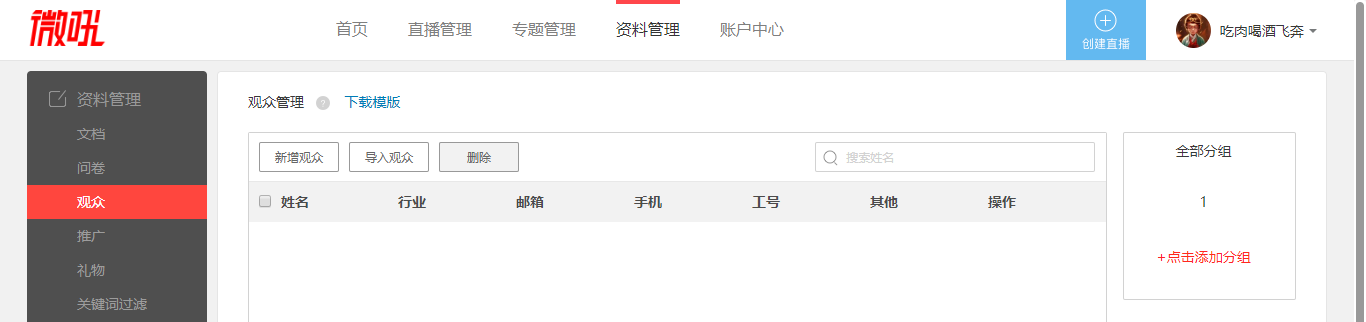 微吼
首页 直播管理 专题管理 资料管理 账户中心
创建直播
吃肉喝酒飞奔
资料管理
文档
问卷
观众
推广
礼物
关键词过滤
观众管理 ? 下载模版
新增观众 导入观众 删除 搜索姓名
姓名 行业 邮箱 手机 工号 其他 操作
全部分组
1
+点击添加分组